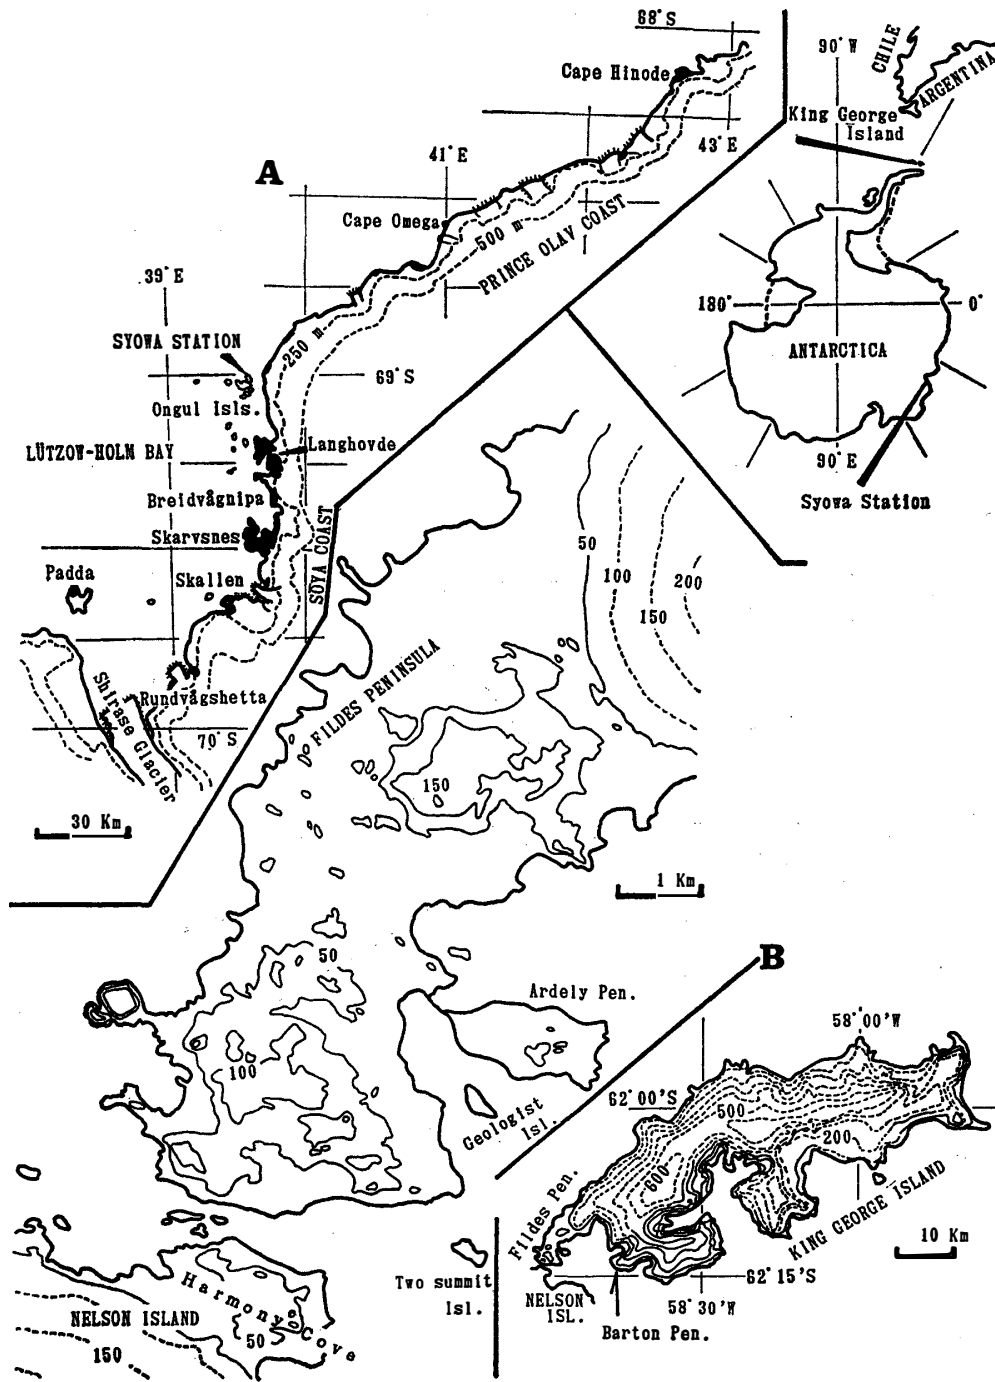 68°S
90°W
CHILE
ARGENTINA
Cape Hinode
King George
Island
43°E
41°E
A
Cape Omega
500 m
PRINCE OLAV COAST
39°E
180°
0°
250 m
SYOWA STATION
ANTARCTICA
69°S
Ongul Isls.
90°E
LÜTZOW-HOLM BAY
Langhovde
Syowa Station
Breidvågnipa
Skarvsnes
SOYA COAST
50
100
200
150
Padda
Skallen
FILDES PENINSULA
Rundvågshetta
Shirase Glacier
70°S
150
30 Km
1 Km
50
B
Ardely Pen.
58°00'W
100
62°00'S
500
Geologist
Isl.
200
600
Fildes Pen.
KING GEORGE ISLAND
10 Km
Two summit
Isl.
62°15'S
NELSON
ISL.
58°30'W
Barton Pen.
Harmony Cove
NELSON ISLAND
50
150